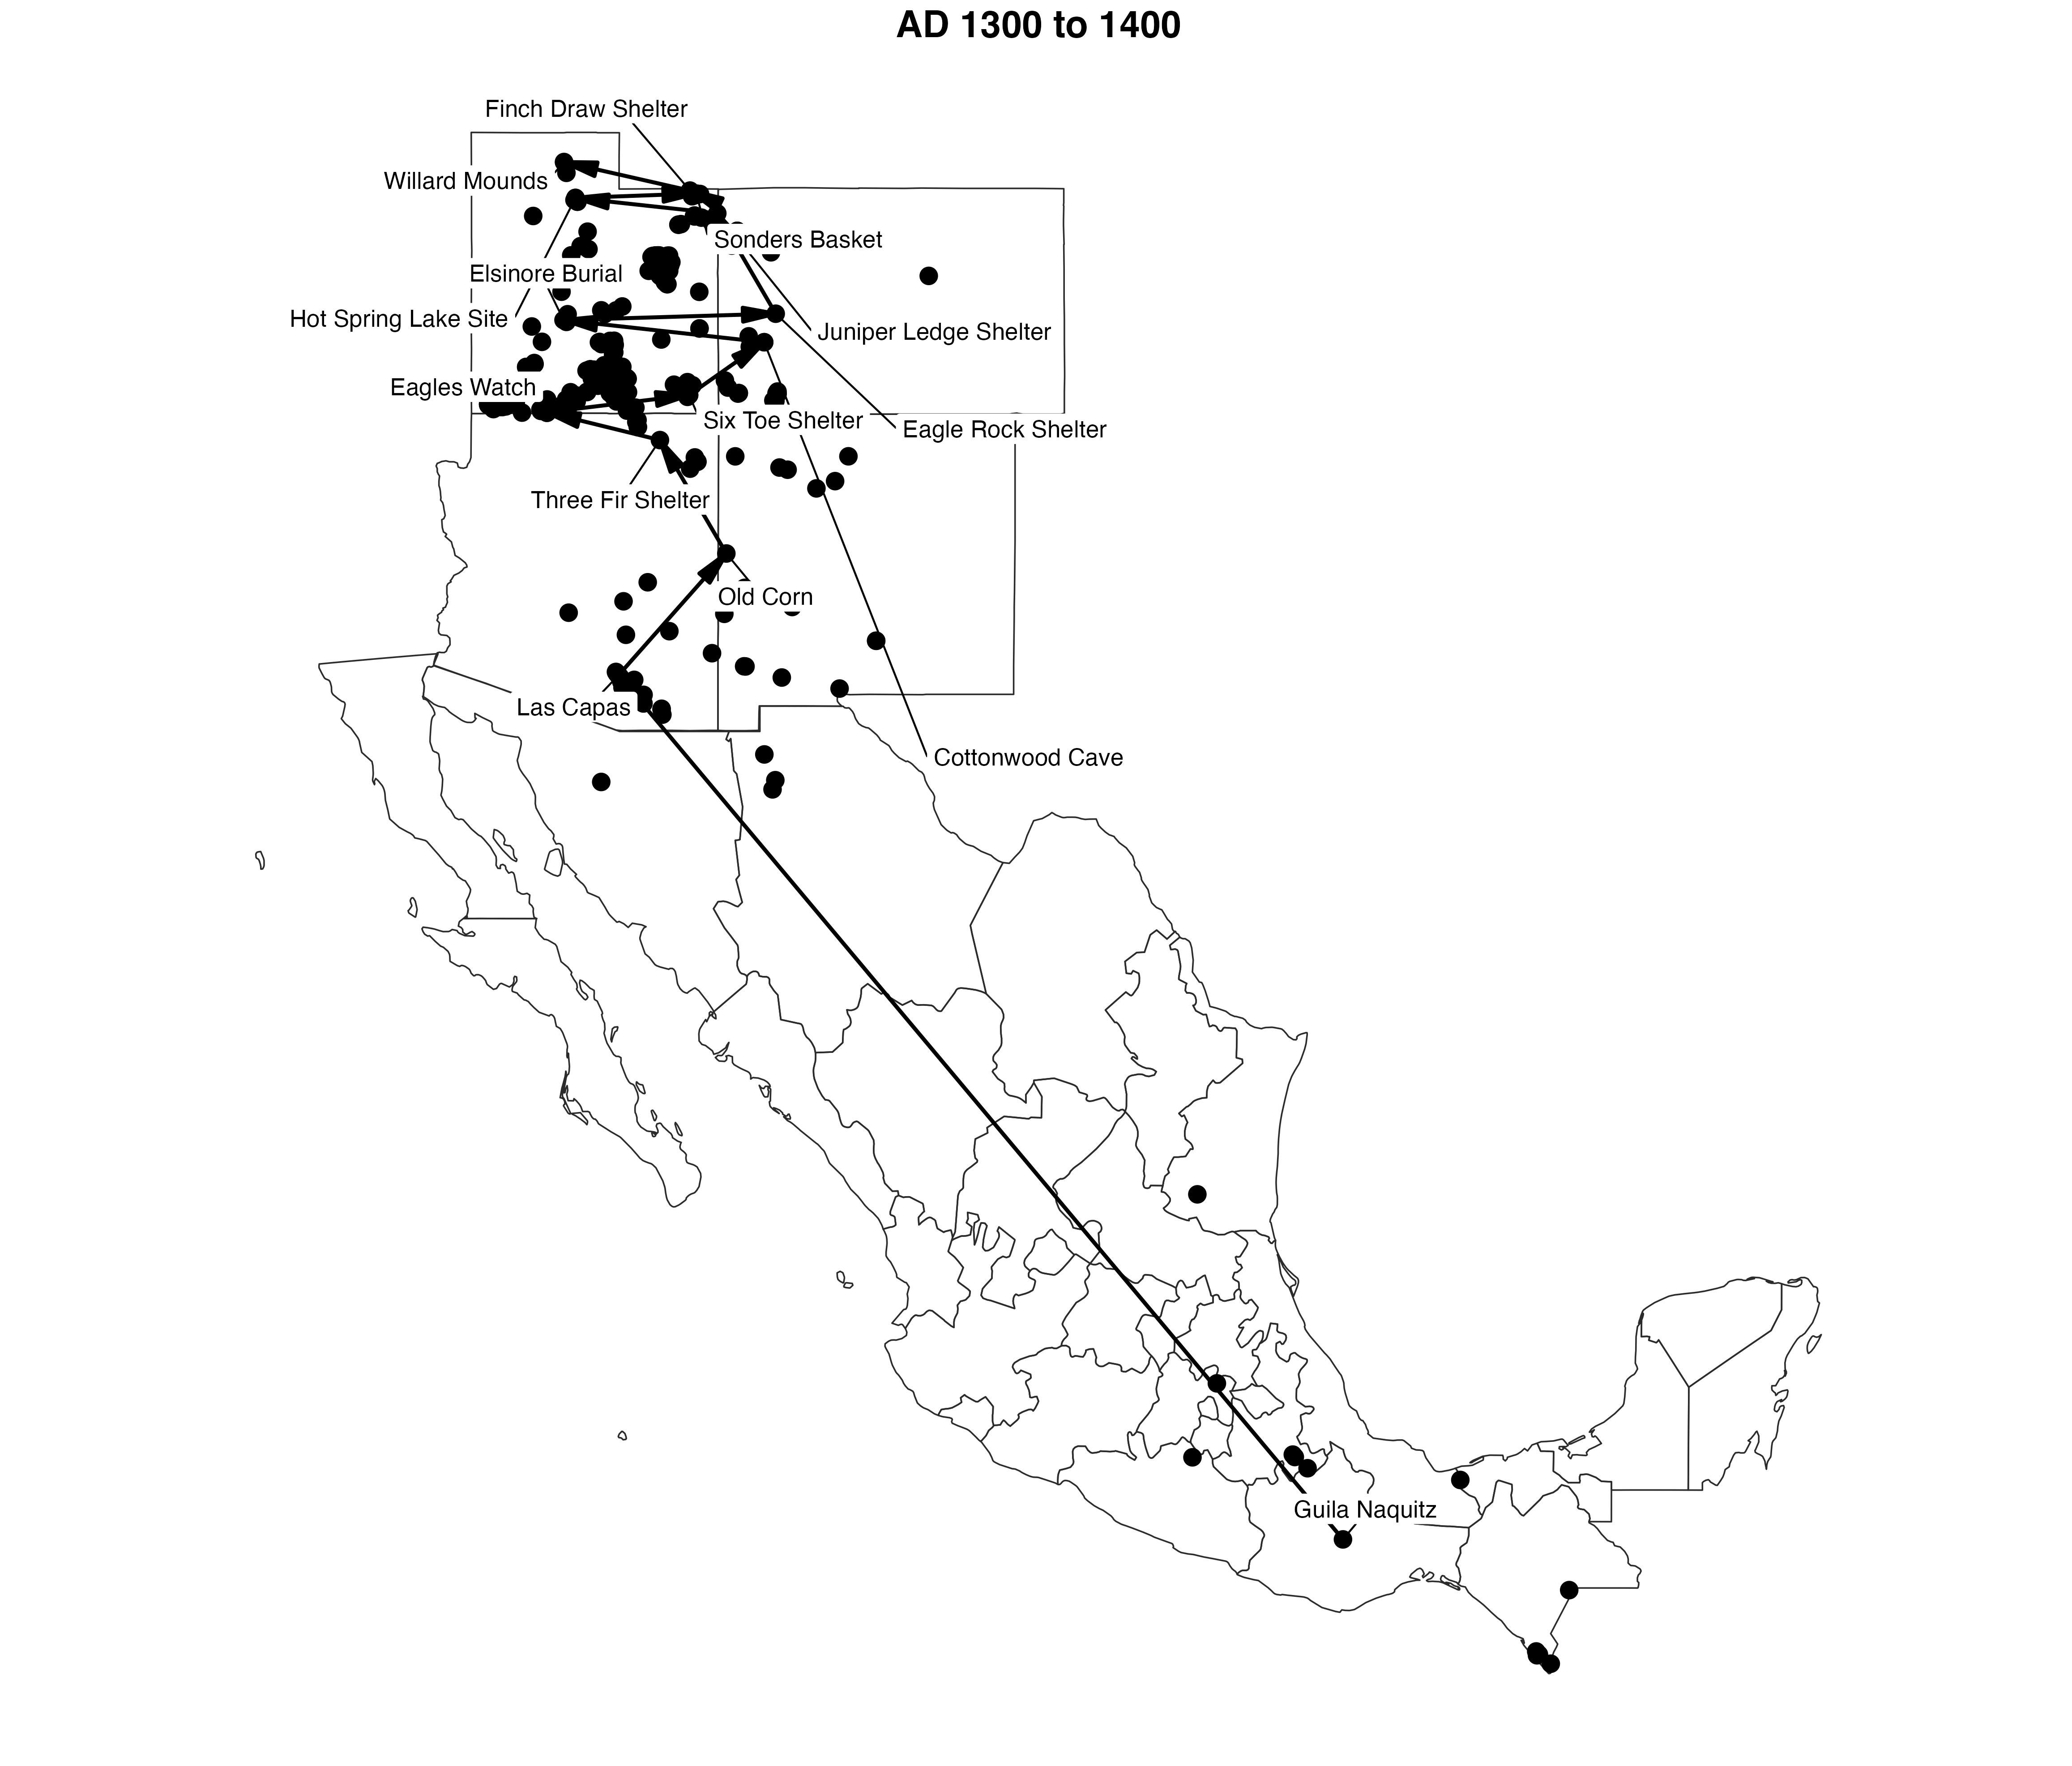 AD 1300 to 1400
Finch Draw Shelter
Willard Mounds
Sonders Basket
Elsinore Burial
Hot Spring Lake Site
Juniper Ledge Shelter
Eagles Watch
Six Toe Shelter
Eagle Rock Shelter
Three Fir Shelter
Old Corn
Las Capas
Cottonwood Cave
Guila Naquitz